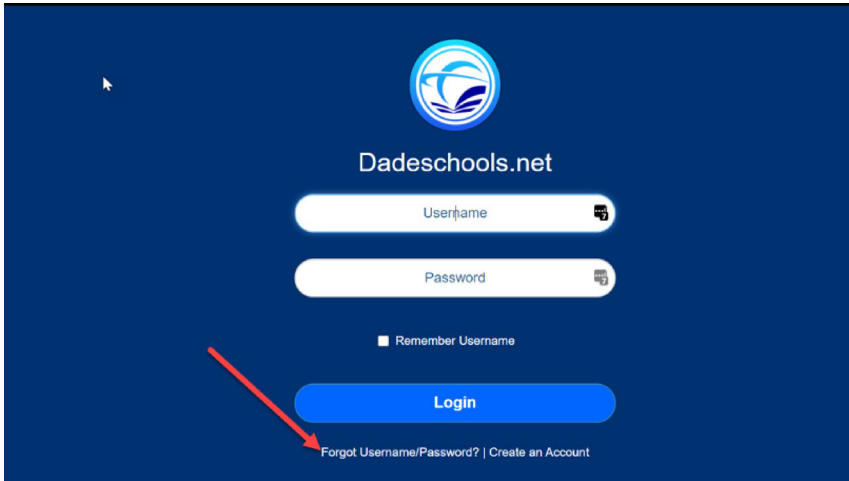 Dadeschools.net
Username
Password
Remember Username
Login
Forgot Username/Password? | Create an Account